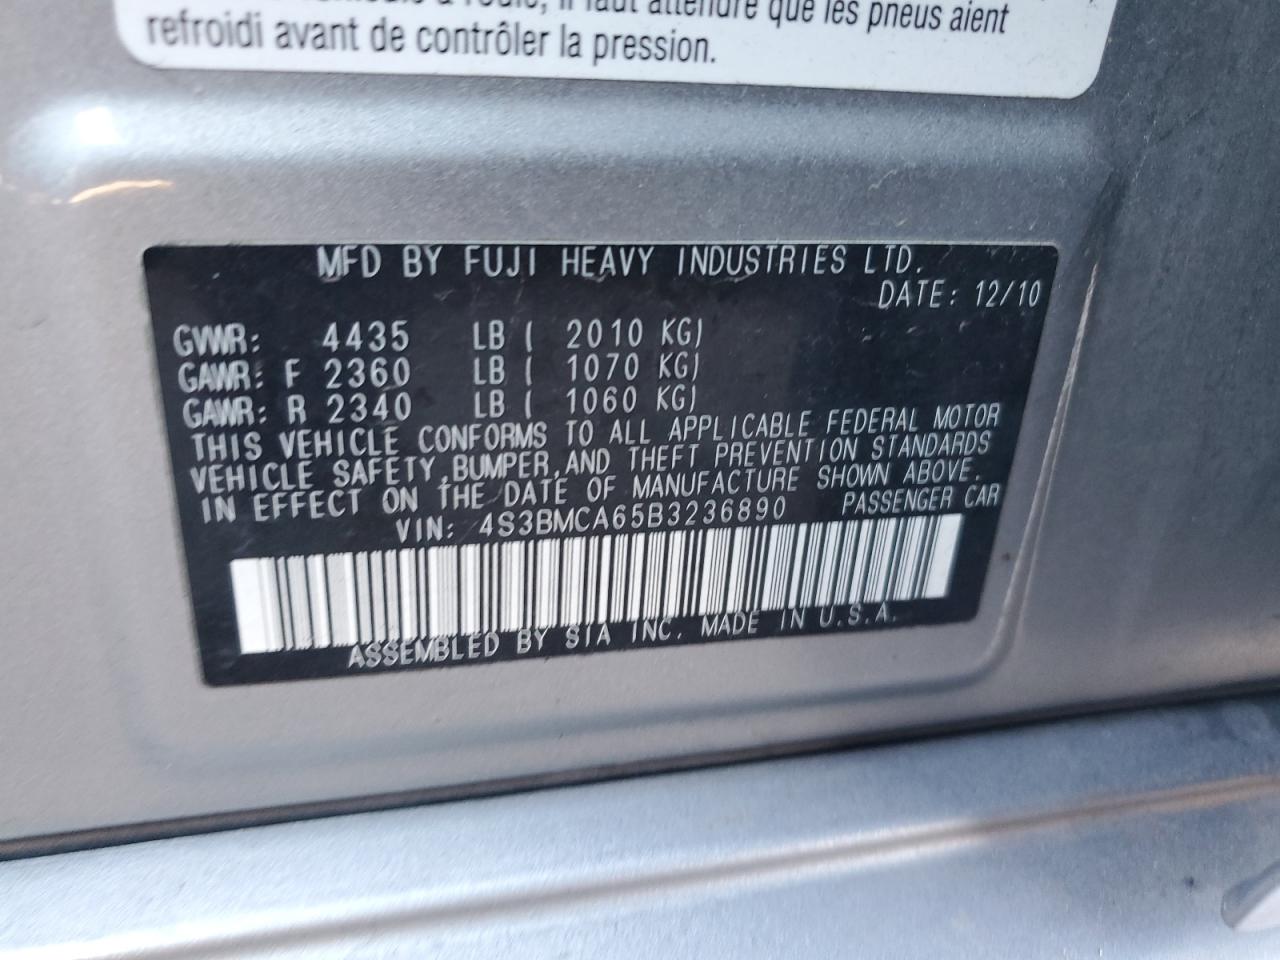 il faut attendre que les pneus aient
refroidi avant de contrôler la pression.
MFD BY FUJI HEAVY INDUSTRIES LTD.
DATE: 12/10
GVWR: 4435 LB ( 2010 KG)
GAWR: F 2360 LB ( 1070 KG)
GAWR: R 2340 LB ( 1060 KG)
THIS VEHICLE CONFORMS TO ALL APPLICABLE FEDERAL MOTOR
VEHICLE SAFETY,BUMPER,AND THEFT PREVENTION STANDARDS
IN EFFECT ON THE DATE OF MANUFACTURE SHOWN ABOVE.
VIN: 4S3BMCA65B3236890 PASSENGER CAR
ASSEMBLED BY SIA INC. MADE IN U.S.A.